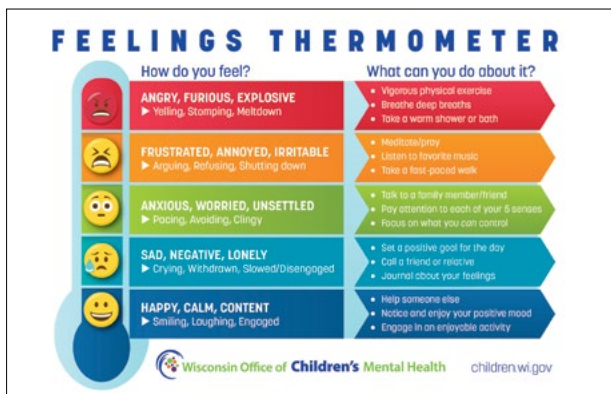 FEELINGS THERMOMETER
How do you feel?
What can you do about it?
ANGRY, FURIOUS, EXPLOSIVE
▶ Yelling, Stomping, Meltdown
• Vigorous physical exercise
• Breathe deep breaths
• Take a warm shower or bath
FRUSTRATED, ANNOYED, IRRITABLE
▶ Arguing, Refusing, Shutting down
• Meditate/pray
• Listen to favorite music
• Take a fast-paced walk
ANXIOUS, WORRIED, UNSETTLED
▶ Pacing, Avoiding, Clingy
• Talk to a family member/friend
• Pay attention to each of your 5 senses
• Focus on what you can control
SAD, NEGATIVE, LONELY
▶ Crying, Withdrawn, Slowed/Disengaged
• Set a positive goal for the day
• Call a friend or relative
• Journal about your feelings
HAPPY, CALM, CONTENT
▶ Smiling, Laughing, Engaged
• Help someone else
• Notice and enjoy your positive mood
• Engage in an enjoyable activity
Wisconsin Office of Children's Mental Health
children.wi.gov